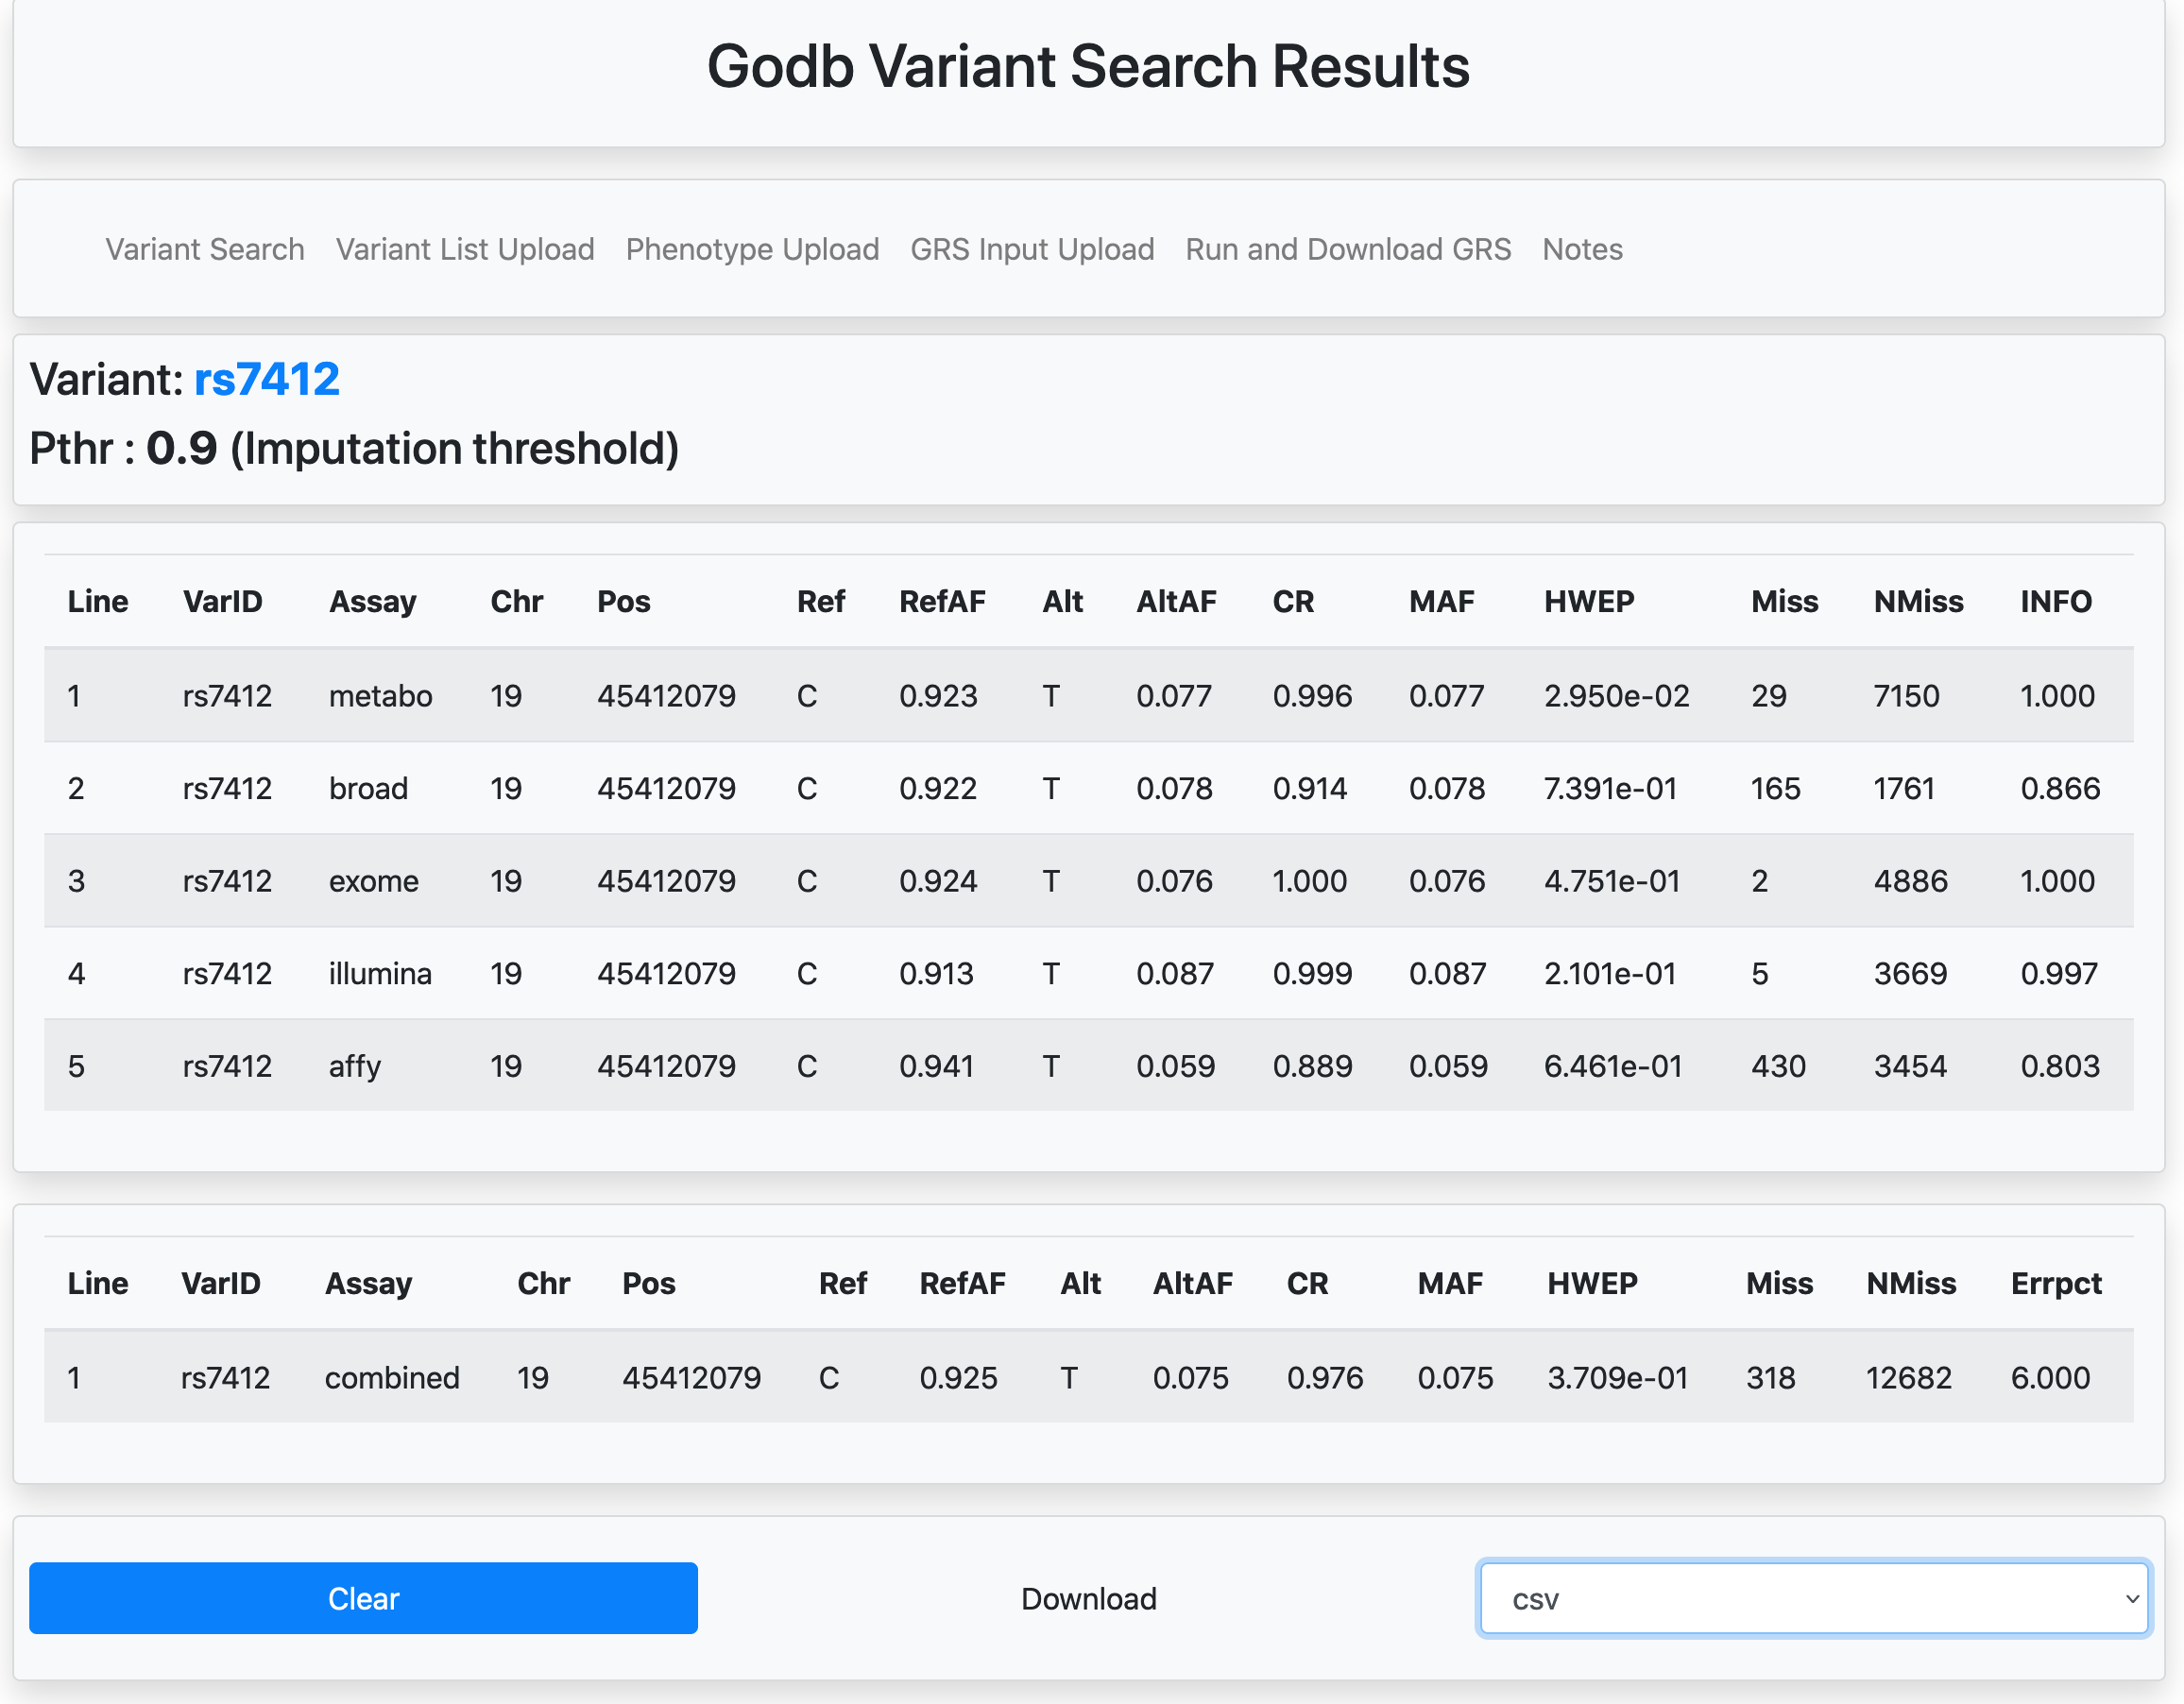 Godb Variant Search Results
Variant Search Variant List Upload Phenotype Upload GRS Input Upload Run and Download GRS Notes
Variant: rs7412
Pthr : 0.9 (Imputation threshold)
Line VarID Assay Chr Pos Ref RefAF Alt AltAF CR MAF HWEP Miss NMiss INFO
1 rs7412 metabo 19 45412079 C 0.923 T 0.077 0.996 0.077 2.950e-02 29 7150 1.000
2 rs7412 broad 19 45412079 C 0.922 T 0.078 0.914 0.078 7.391e-01 165 1761 0.866
3 rs7412 exome 19 45412079 C 0.924 T 0.076 1.000 0.076 4.751e-01 2 4886 1.000
4 rs7412 illumina 19 45412079 C 0.913 T 0.087 0.999 0.087 2.101e-01 5 3669 0.997
5 rs7412 affy 19 45412079 C 0.941 T 0.059 0.889 0.059 6.461e-01 430 3454 0.803
Line VarID Assay Chr Pos Ref RefAF Alt AltAF CR MAF HWEP Miss NMiss Errpct
1 rs7412 combined 19 45412079 C 0.925 T 0.075 0.976 0.075 3.709e-01 318 12682 6.000
Clear Download csv